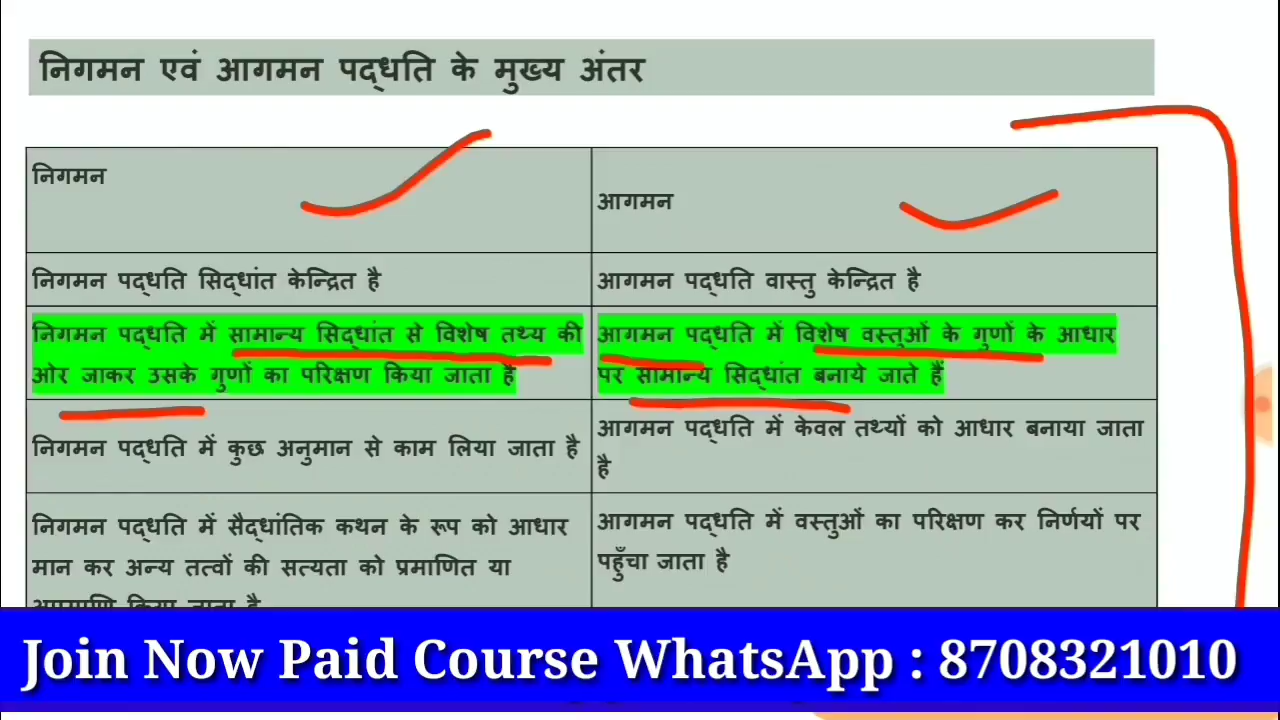 निगमन एवं आगमन पद्धति के मुख्य अंतर
निगमन
आगमन
निगमन पद्धति सिद्धांत केन्द्रित है
आगमन पद्धति वास्तु केन्द्रित है
निगमन पद्धति में सामान्य सिद्धांत से विशेष तथ्य की
ओर जाकर उसके गुणों का परिक्षण किया जाता है
आगमन पद्धति में विशेष वस्तुओं के गुणों के आधार
पर सामान्य सिद्धांत बनाये जाते हैं
निगमन पद्धति में कुछ अनुमान से काम लिया जाता है
आगमन पद्धति में केवल तथ्यों को आधार बनाया जाता
है
निगमन पद्धति में सैद्धांतिक कथन के रूप को आधार
मान कर अन्य तत्वों की सत्यता को प्रमाणित या
किया जाता है
आगमन पद्धति में वस्तुओं का परिक्षण कर निर्णयों पर
पहुँचा जाता है
Join Now Paid Course WhatsApp : 8708321010